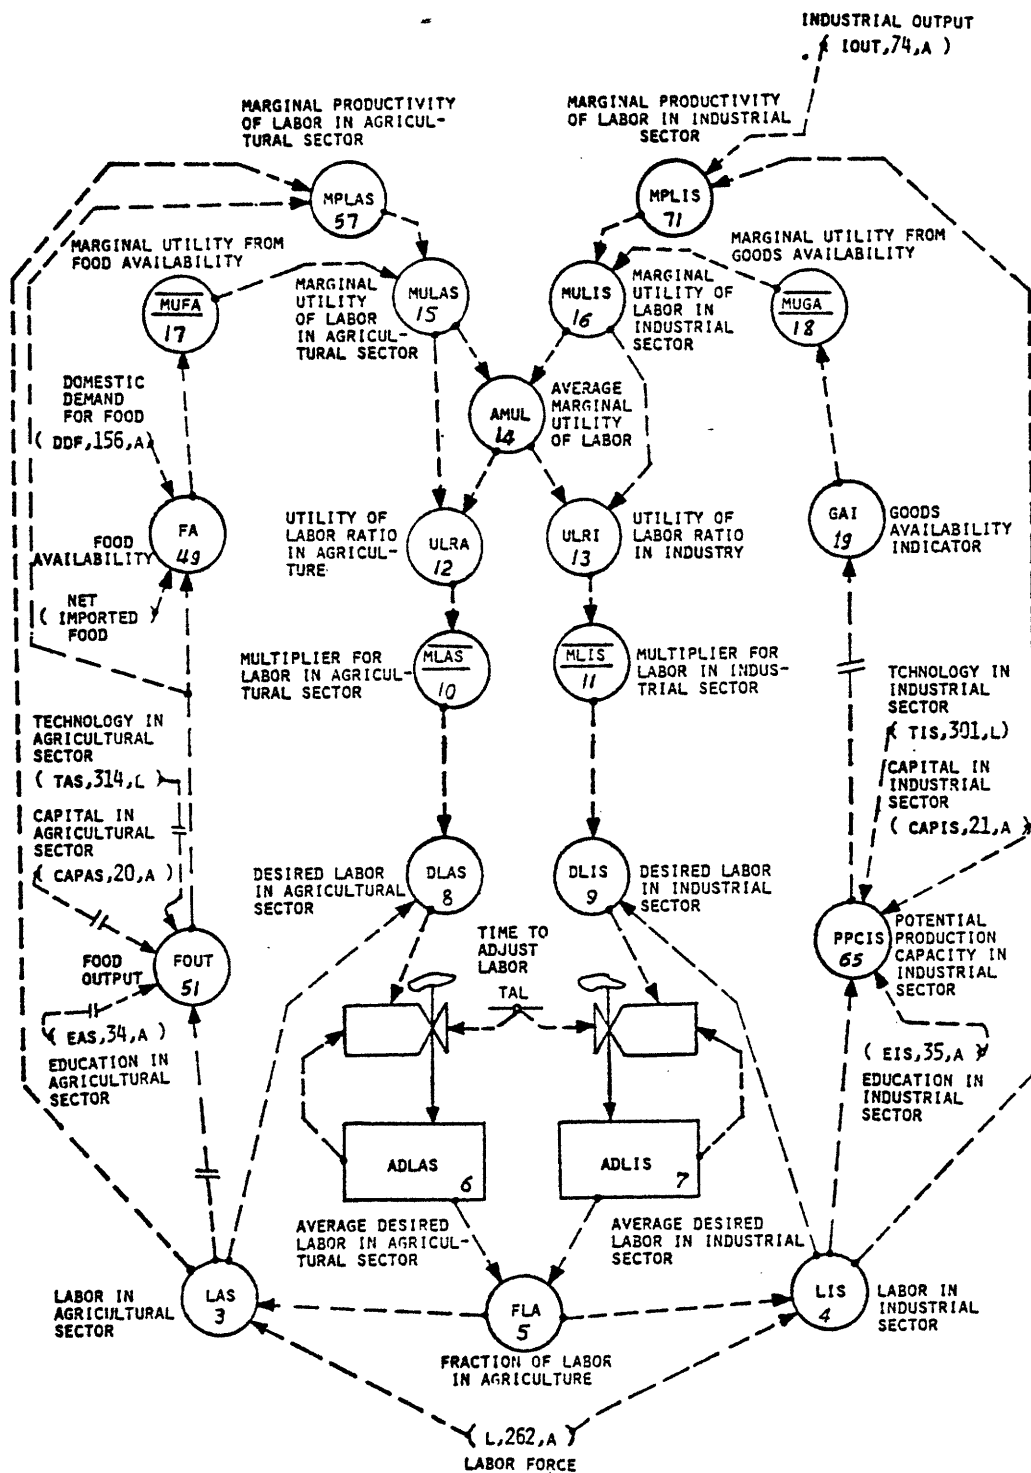 INDUSTRIAL OUTPUT
( IOUT,74,A )
MARGINAL PRODUCTIVITY
OF LABOR IN AGRICUL-
TURAL SECTOR
MARGINAL PRODUCTIVITY
OF LABOR IN INDUSTRIAL
SECTOR
MPLAS
57
MPLIS
71
MARGINAL UTILITY FROM
FOOD AVAILABILITY
MUFA
17
MARGINAL
UTILITY
OF LABOR
IN AGRICUL-
TURAL SECTOR
MULAS
15
MULIS
16
MARGINAL
UTILITY OF
LABOR IN
INDUSTRIAL
SECTOR
MARGINAL UTILITY FROM
GOODS AVAILABILITY
MUGA
18
DOMESTIC
DEMAND
FOR FOOD
( DDF,156,A)
AMUL
14
AVERAGE
MARGINAL
UTILITY
OF LABOR
FOOD
AVAILABILITY
FA
49
UTILITY OF
LABOR RATIO
IN AGRICUL-
TURE
ULRA
12
ULRI
13
UTILITY OF
LABOR RATIO
IN INDUSTRY
GAI
19
GOODS
AVAILABILITY
INDICATOR
NET
( IMPORTED )
FOOD
MULTIPLIER FOR
LABOR IN AGRICUL-
TURAL SECTOR
MLAS
10
MLIS
11
MULTIPLIER FOR
LABOR IN INDUS-
TRIAL SECTOR
TECHNOLOGY IN
AGRICULTURAL
SECTOR
( TAS,314,L )
TCHNOLOGY IN
INDUSTRIAL
SECTOR
( TIS,301,L)
CAPITAL IN
AGRICULTURAL
SECTOR
( CAPAS,20,A )
CAPITAL IN
INDUSTRIAL
SECTOR
( CAPIS,21,A )
DESIRED LABOR
IN AGRICULTURAL
SECTOR
DLAS
8
DLIS
9
DESIRED LABOR
IN INDUSTRIAL
SECTOR
FOOD
OUTPUT
FOUT
51
TIME TO
ADJUST
LABOR
TAL
PPCIS
65
POTENTIAL
PRODUCTION
CAPACITY IN
INDUSTRIAL
SECTOR
( EAS,34,A )
EDUCATION IN
AGRICULTURAL
SECTOR
( EIS,35,A )
EDUCATION IN
INDUSTRIAL
SECTOR
ADLAS
6
ADLIS
7
AVERAGE DESIRED
LABOR IN AGRICUL-
TURAL SECTOR
AVERAGE DESIRED
LABOR IN INDUSTRIAL
SECTOR
LABOR IN
AGRICULTURAL
SECTOR
LAS
3
FLA
5
LIS
4
LABOR IN
INDUSTRIAL
SECTOR
FRACTION OF LABOR
IN AGRICULTURE
( L,262,A )
LABOR FORCE